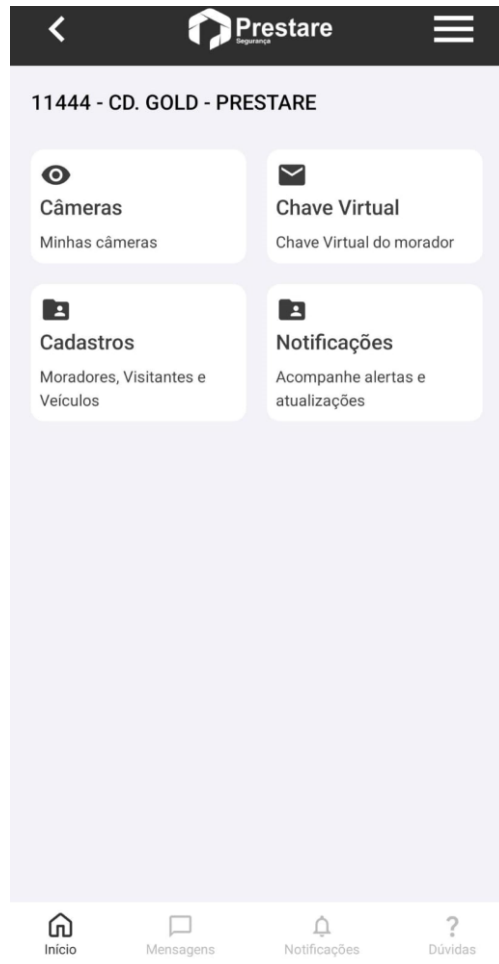 Prestare
Segurança
11444 - CD. GOLD - PRESTARE
Câmeras
Minhas câmeras
Chave Virtual
Chave Virtual do morador
Cadastros
Moradores, Visitantes e
Veículos
Notificações
Acompanhe alertas e
atualizações
Início
Mensagens
Notificações
?
Dúvidas